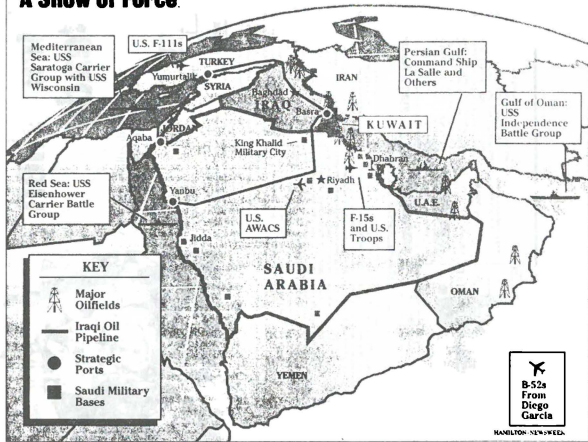 A Show of Force
Mediterranean
Sea: USS
Saratoga Carrier
Group with USS
Wisconsin
U.S. F-111s
TURKEY
Yumurtalik
SYRIA
Baghdad
IRAQ
IRAN
Basra
KUWAIT
Persian Gulf:
Command Ship
La Salle and
Others
Gulf of Oman:
USS
Independence
Battle Group
JORDAN
Aqaba
King Khalid
Military City
Dhahran
Red Sea: USS
Eisenhower
Carrier Battle
Group
Yanbu
Riyadh
U.S.
AWACS
F-15s
and U.S.
Troops
U.A.E.
Jidda
SAUDI
ARABIA
OMAN
YEMEN
KEY
Major
Oilfields
Iraqi Oil
Pipeline
Strategic
Ports
Saudi Military
Bases
B-52s
From
Diego
Garcia
HAMILTON-NEWSWEEK